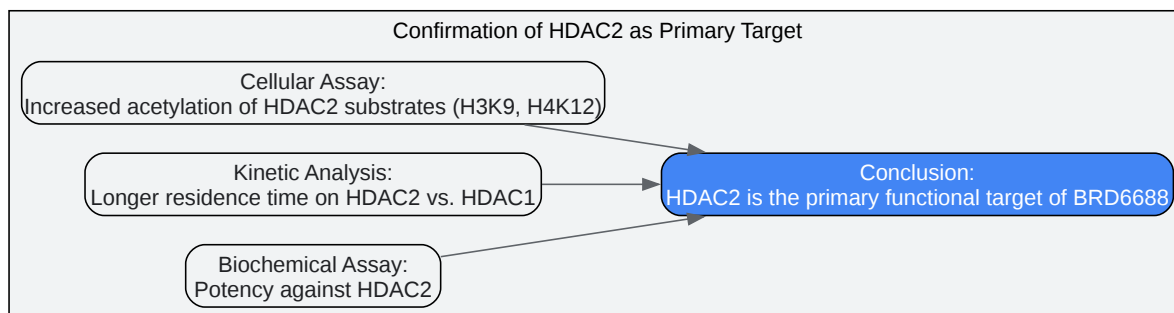 Confirmation of HDAC2 as Primary Target
Cellular Assay:
Increased acetylation of HDAC2 substrates (H3K9, H4K12)
Kinetic Analysis:
Longer residence time on HDAC2 vs. HDAC1
Biochemical Assay:
Potency against HDAC2
Conclusion:
HDAC2 is the primary functional target of BRD6688